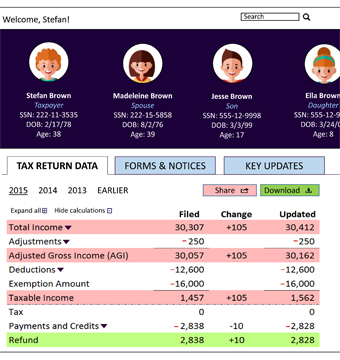 Welcome, Stefan!
Search
Stefan Brown
Taxpayer
SSN: 222-11-3535
DOB: 2/17/78
Age: 38
Madeleine Brown
Spouse
SSN: 222-15-5858
DOB: 8/2/76
Age: 39
Jesse Brown
Son
SSN: 555-12-9998
DOB: 3/3/99
Age: 17
Ella Brow
Daughter
SSN: 555-12-
DOB: 3/24/0
Age: 8
TAX RETURN DATA
FORMS & NOTICES
KEY UPDATES
2015 2014 2013 EARLIER
Share
Download
Expand all Hide calculations
Filed Change Updated
Total Income 30,307 +105 30,412
Adjustments −250 −250
Adjusted Gross Income (AGI) 30,057 +105 30,162
Deductions −12,600 −12,600
Exemption Amount −16,000 −16,000
Taxable Income 1,457 +105 1,562
Tax 0 0
Payments and Credits −2,838 -10 −2,828
Refund 2,838 +10 2,828